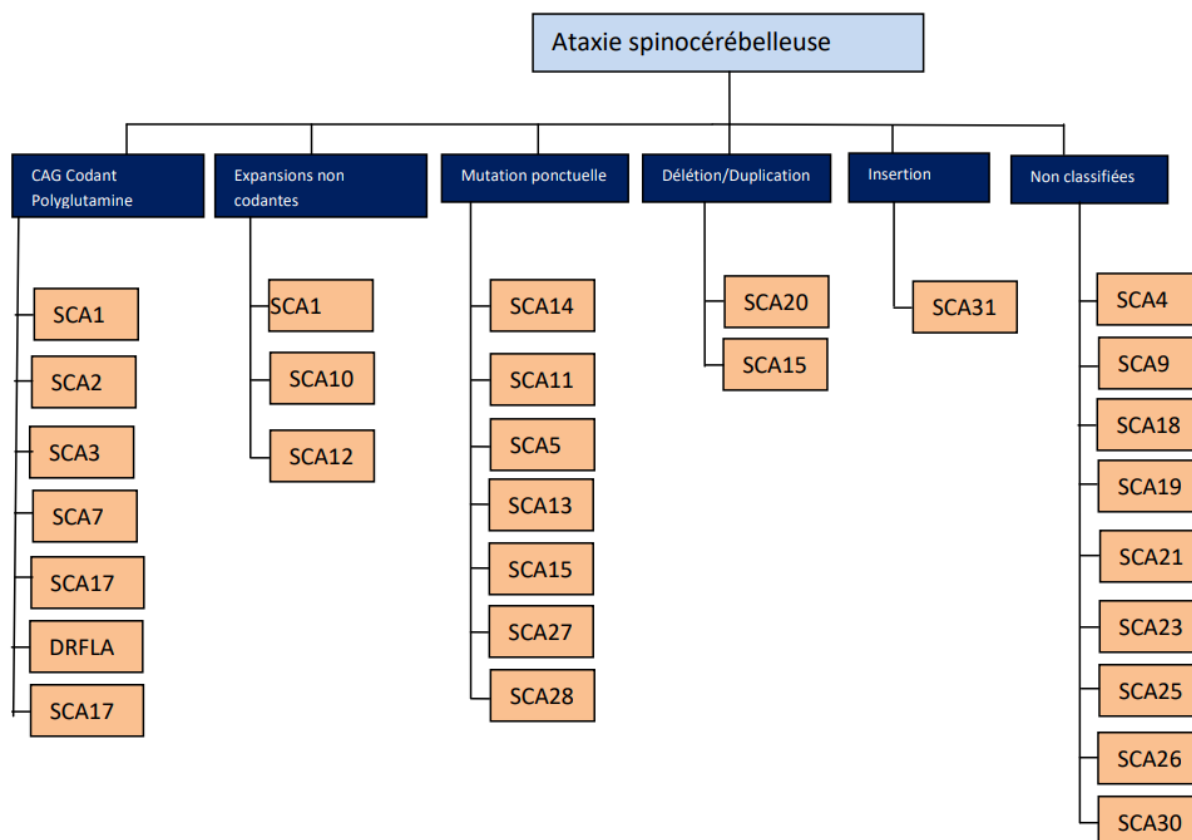 Ataxie spinocérébelleuse
CAG Codant
Polyglutamine
SCA1
SCA2
SCA3
SCA7
SCA17
DRFLA
SCA17
Expansions non
codantes
SCA1
SCA10
SCA12
Mutation ponctuelle
SCA14
SCA11
SCA5
SCA13
SCA15
SCA27
SCA28
Délétion/Duplication
SCA20
SCA15
Insertion
SCA31
Non classifiées
SCA4
SCA9
SCA18
SCA19
SCA21
SCA23
SCA25
SCA26
SCA30